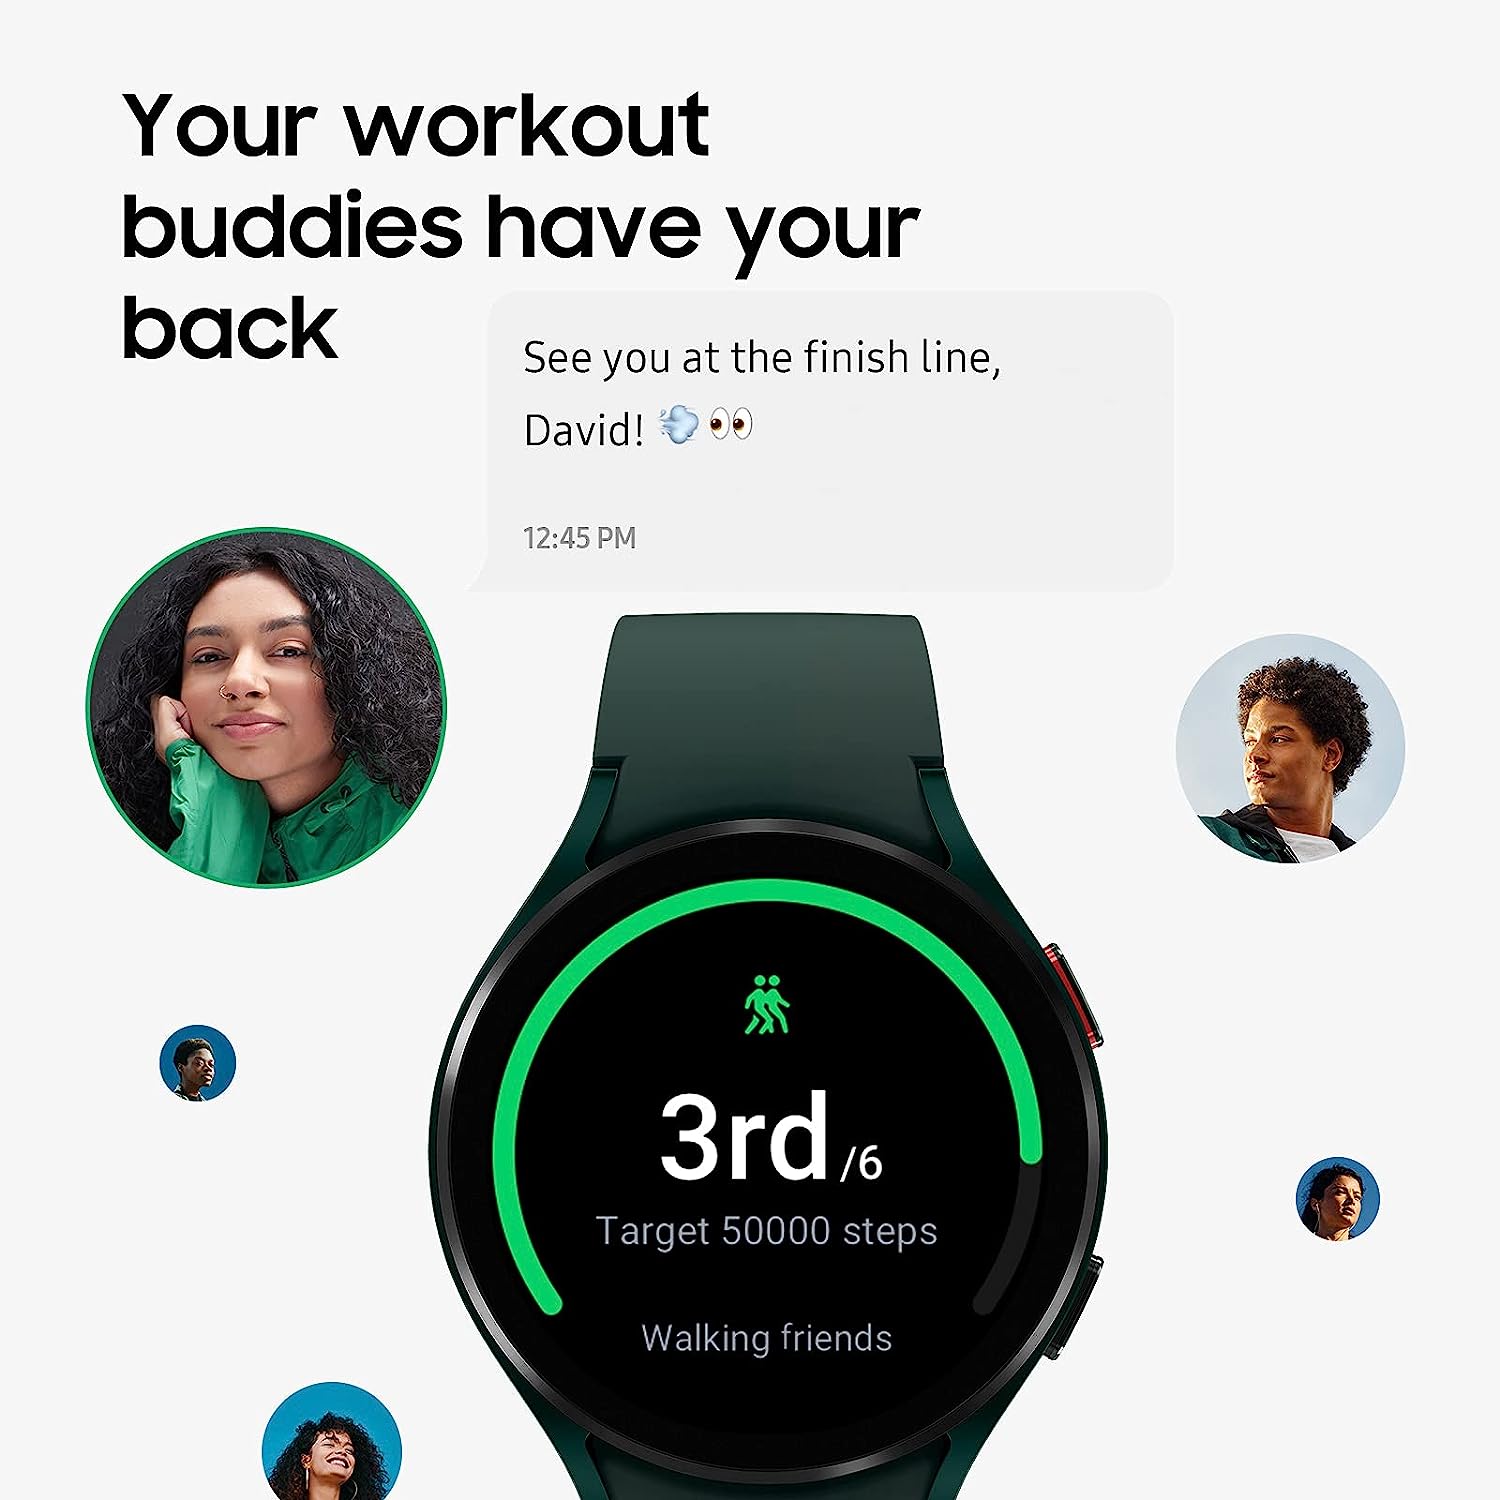 Your workout
buddies have your
back
See you at the finish line,
David! 💨👀
12:45 PM
3rd/6
Target 50000 steps
Walking friends